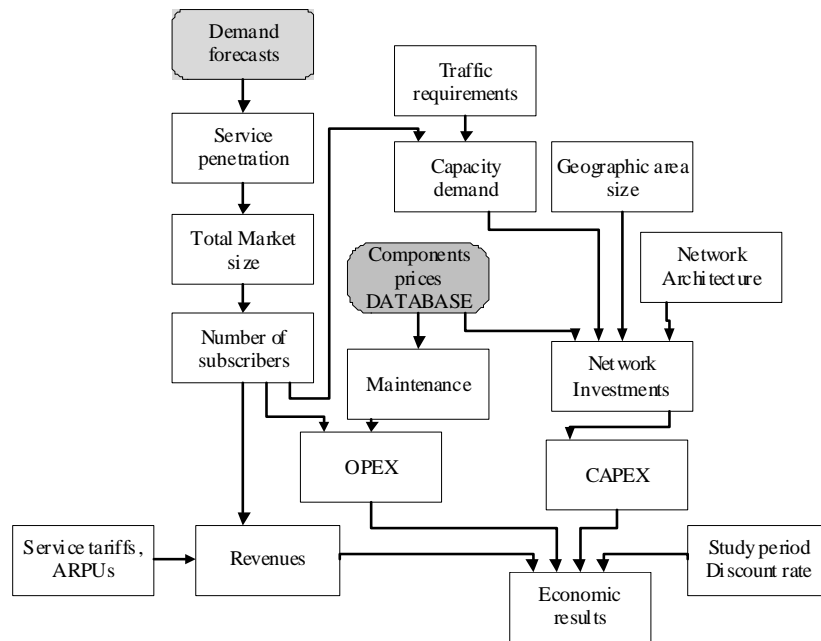 Demand
forecasts
Traffic
requirements
Service
penetration
Capacity
demand
Geographic area
size
Total Market
size
Components
prices
DATABASE
Network
Architecture
Number of
subscribers
Maintenance
Network
Investments
OPEX
CAPEX
Service tariffs,
ARPUs
Revenues
Economic
results
Study period
Discount rate